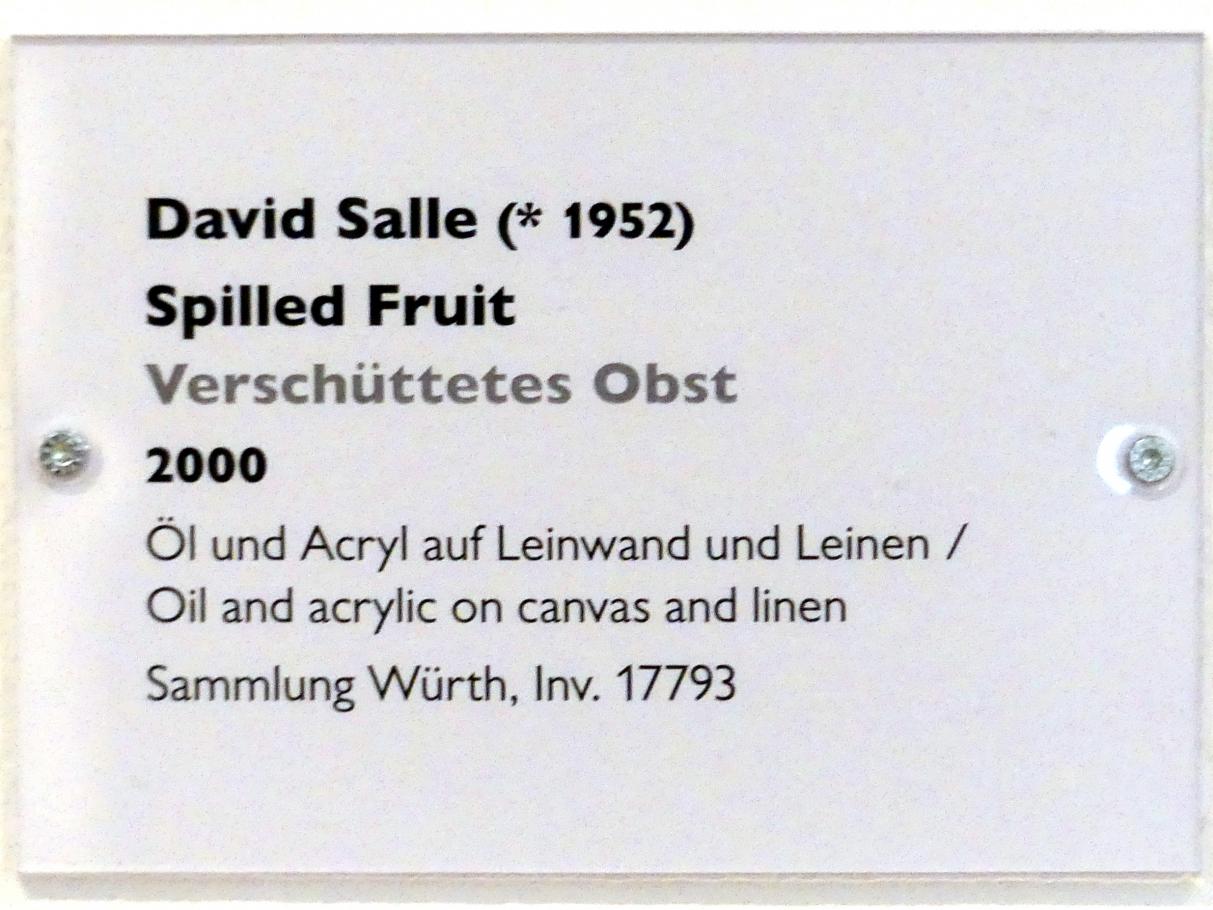 David Salle (* 1952)
Spilled Fruit
Verschüttetes Obst
2000
Öl und Acryl auf Leinwand und Leinen /
Oil and acrylic on canvas and linen
Sammlung Würth, Inv. 17793